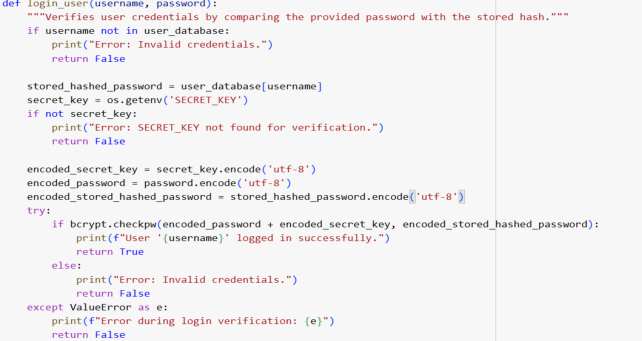 def login_user(username, password):
    """Verifies user credentials by comparing the provided password with the stored hash."""
    if username not in user_database:
        print("Error: Invalid credentials.")
        return False

    stored_hashed_password = user_database[username]
    secret_key = os.getenv('SECRET_KEY')
    if not secret_key:
        print("Error: SECRET_KEY not found for verification.")
        return False

    encoded_secret_key = secret_key.encode('utf-8')
    encoded_password = password.encode('utf-8')
    encoded_stored_hashed_password = stored_hashed_password.encode('utf-8')
    try:
        if bcrypt.checkpw(encoded_password + encoded_secret_key, encoded_stored_hashed_password):
            print(f"User '{username}' logged in successfully.")
            return True
        else:
            print("Error: Invalid credentials.")
            return False
    except ValueError as e:
        print(f"Error during login verification: {e}")
        return False